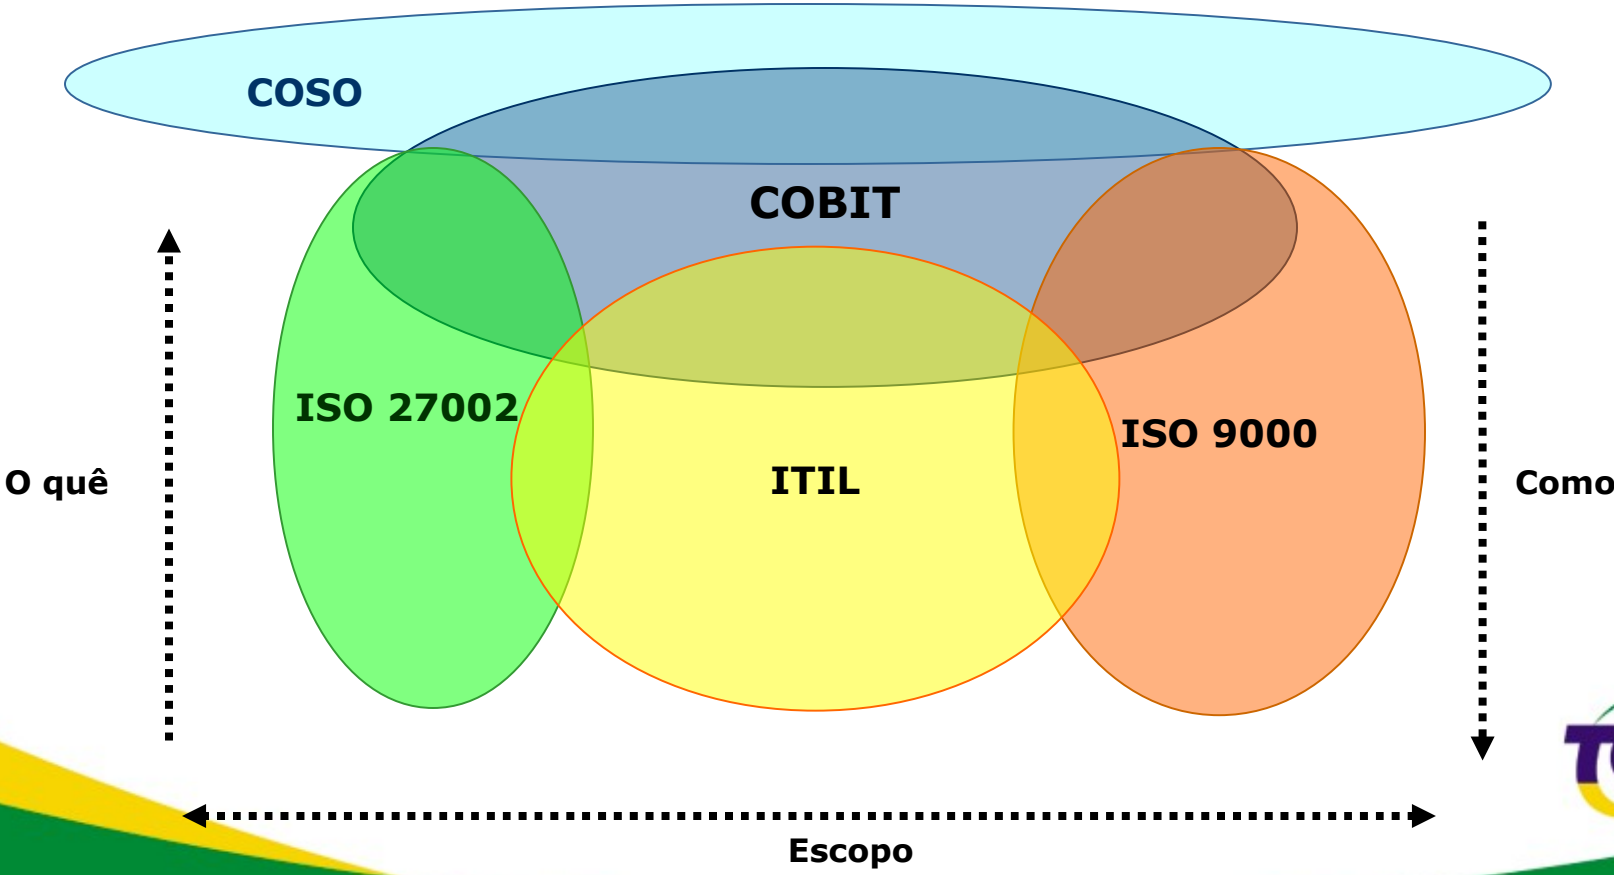 COSO
COBIT
ISO 27002
ISO 9000
O quê
ITIL
Como
Escopo